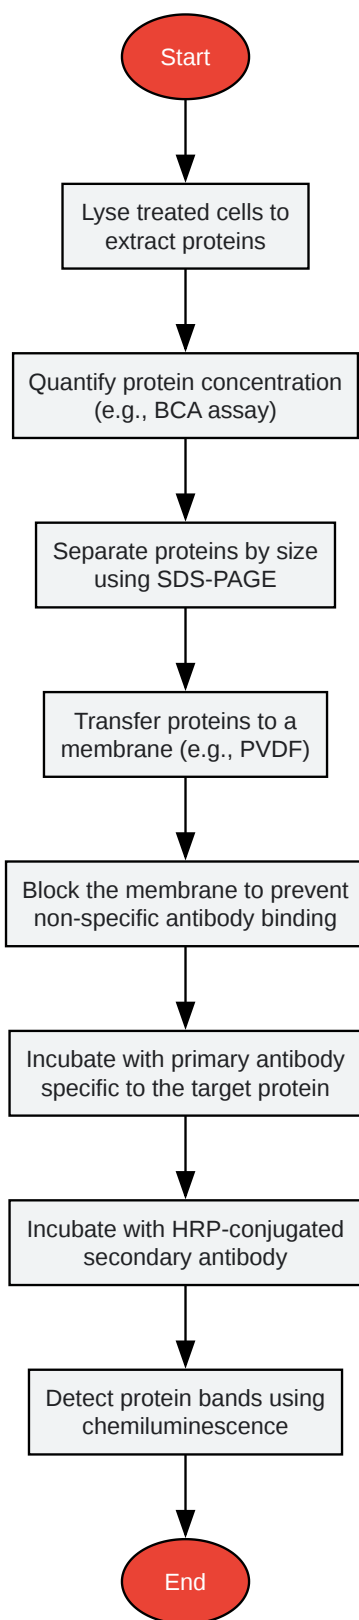 Start
Lyse treated cells to
extract proteins
Quantify protein concentration
(e.g., BCA assay)
Separate proteins by size
using SDS-PAGE
Transfer proteins to a
membrane (e.g., PVDF)
Block the membrane to prevent
non-specific antibody binding
Incubate with primary antibody
specific to the target protein
Incubate with HRP-conjugated
secondary antibody
Detect protein bands using
chemiluminescence
End